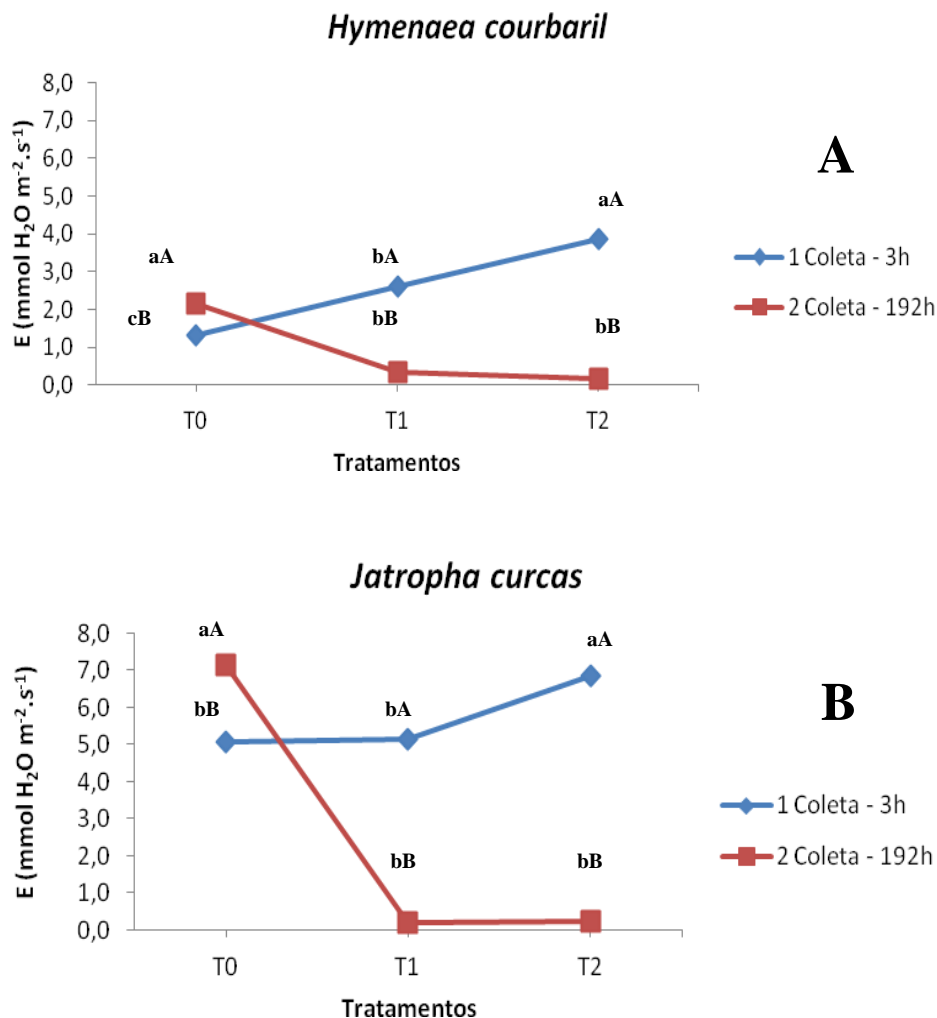 Hymenaea courbaril
A
E (mmol H₂O m⁻².s⁻¹)
8,0
7,0
6,0
5,0
4,0
3,0
2,0
1,0
0,0
aA
bA
aA
cB
bB
bB
T0
T1
T2
Tratamentos
1 Coleta - 3h
2 Coleta - 192h
Jatropha curcas
B
E (mmol H₂O m⁻².s⁻¹)
8,0
7,0
6,0
5,0
4,0
3,0
2,0
1,0
0,0
aA
aA
bB
bA
bB
bB
T0
T1
T2
Tratamentos
1 Coleta - 3h
2 Coleta - 192h